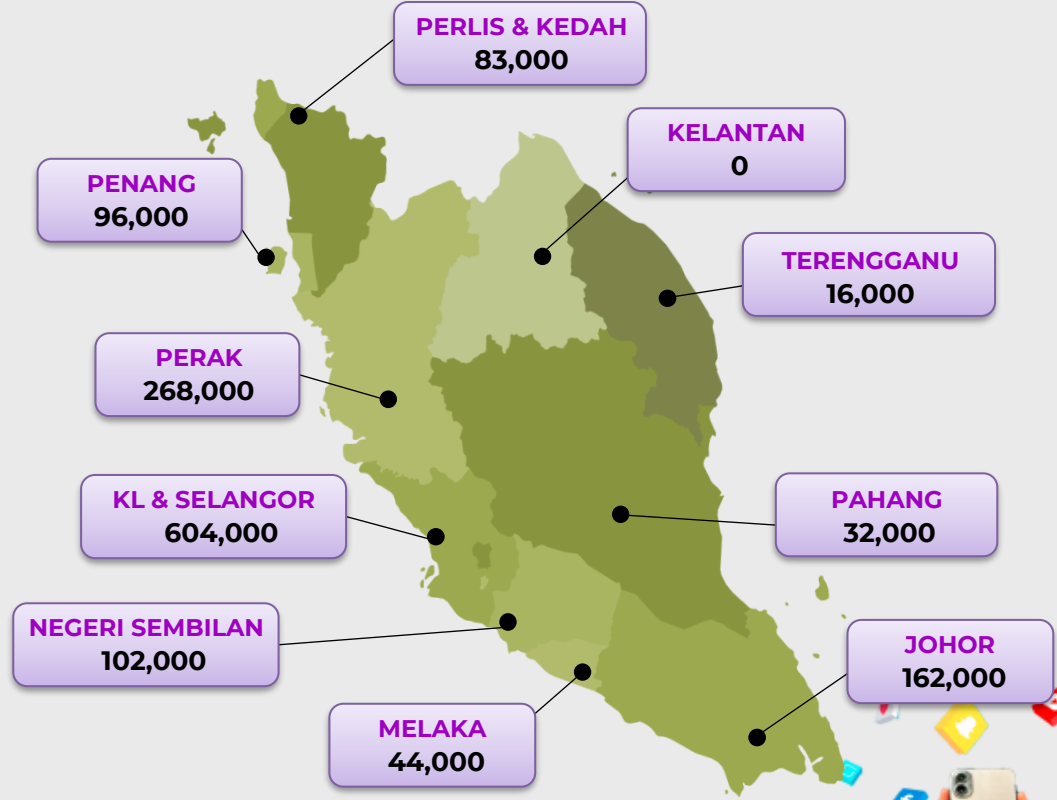 PERLIS & KEDAH
83,000
KELANTAN
0
PENANG
96,000
TERENGGANU
16,000
PERAK
268,000
KL & SELANGOR
604,000
PAHANG
32,000
NEGERI SEMBILAN
102,000
JOHOR
162,000
MELAKA
44,000